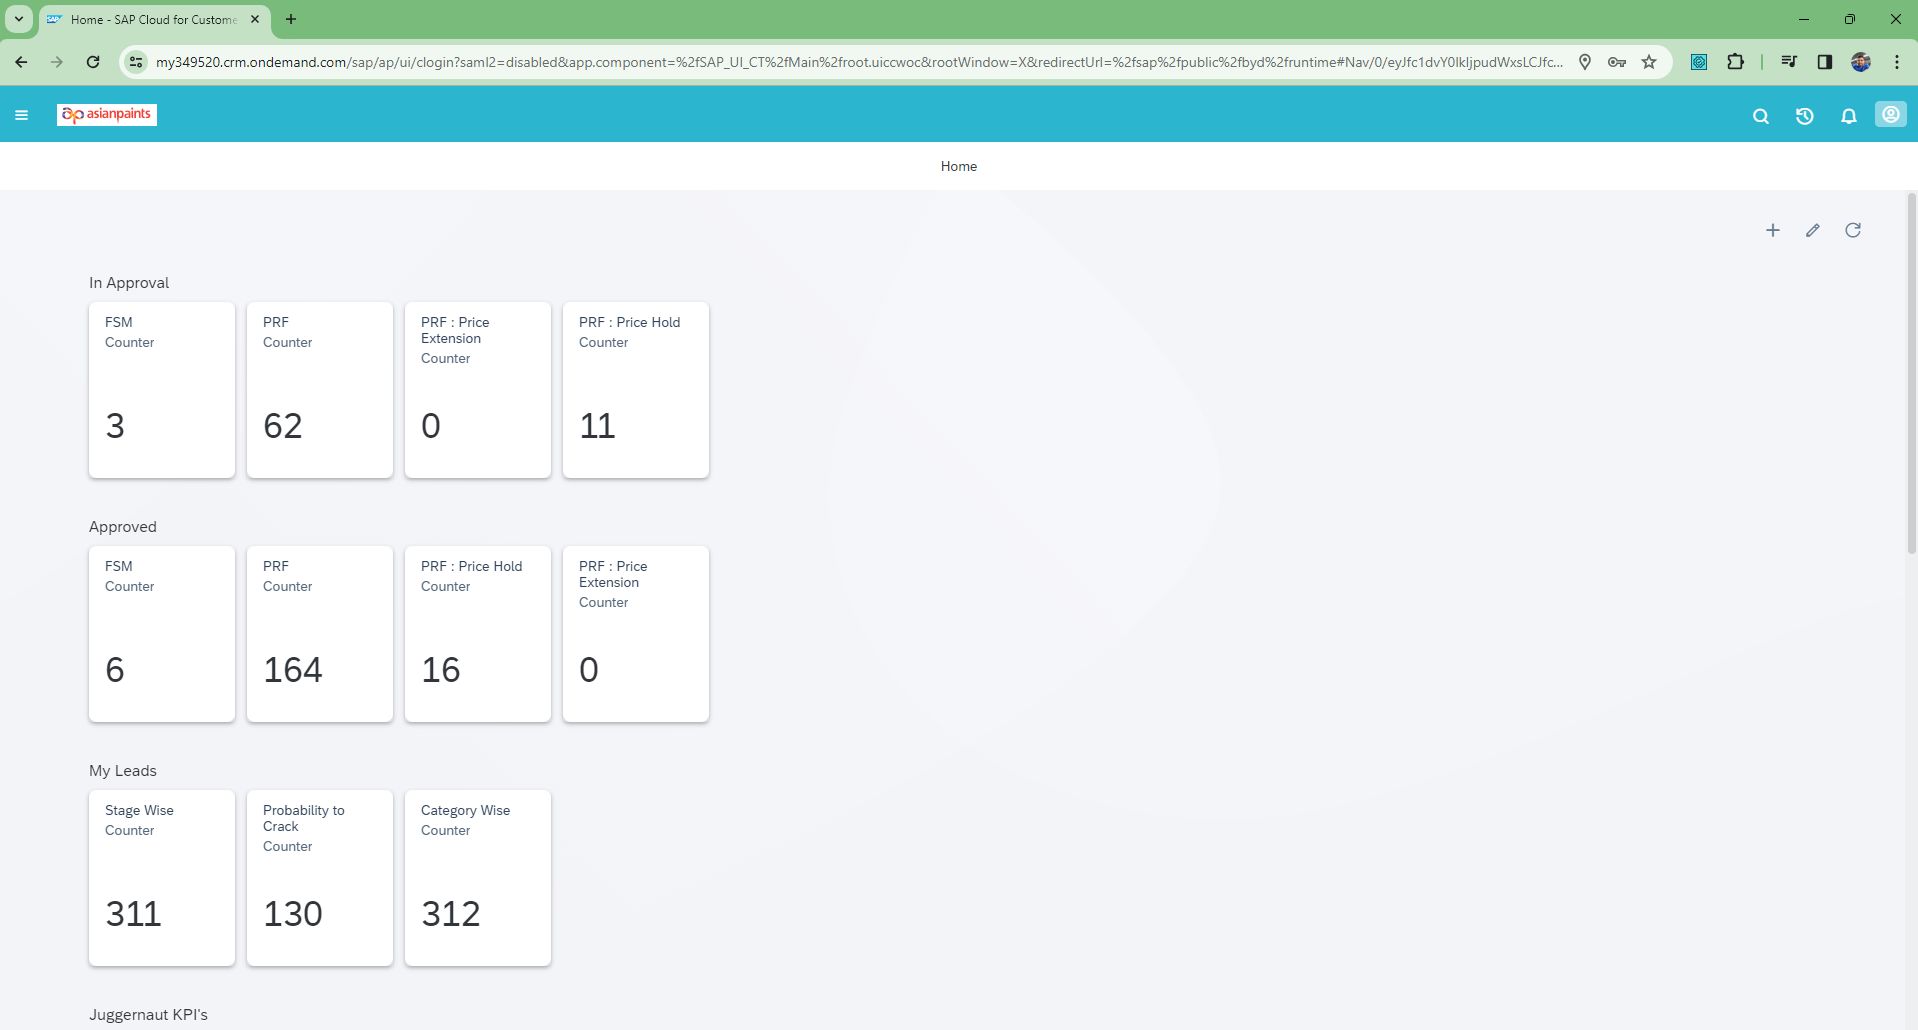 SAP Home - SAP Cloud for Custome
my349520.crm.ondemand.com/sap/ap/ui/clogin?saml2=disabled&app.component=%2fSAP_UI_CT%2fMain%2froot.uiccwoc&rootWindow=X&redirectUrl=%2fsap%2fpublic%2fbyd%2fruntime#Nav/0/eyJfc1dvY0lkIjpudWxsLCJfc...
ap asianpaints
Home
In Approval
FSM
Counter
3
PRF
Counter
62
PRF : Price
Extension
Counter
0
PRF : Price Hold
Counter
11
Approved
FSM
Counter
6
PRF
Counter
164
PRF : Price Hold
Counter
16
PRF : Price
Extension
Counter
0
My Leads
Stage Wise
Counter
311
Probability to
Crack
Counter
130
Category Wise
Counter
312
Juggernaut KPI's